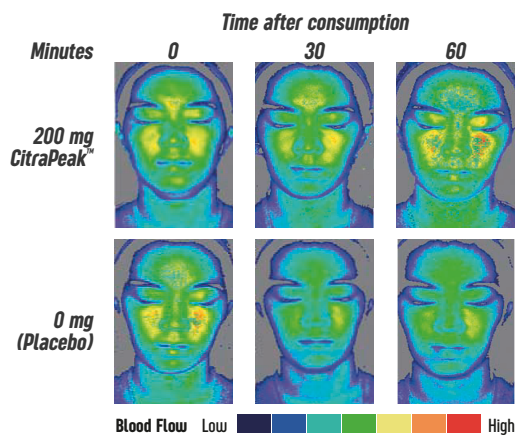 Time after consumption
Minutes 0 30 60
200 mg
CitraPeak™
0 mg
(Placebo)
Blood Flow Low High